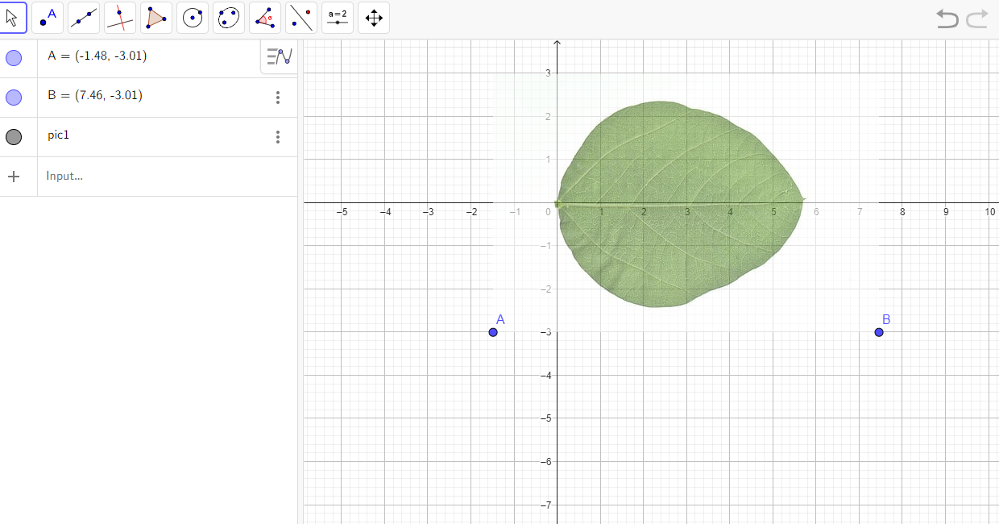 A
a=2
A = (-1.48, -3.01)
B = (7.46, -3.01)
pic1
Input...
3
2
1
−5 −4 −3 −2 −1 0 1 2 3 4 5 6 7 8 9 10
−1
−2
A B
−3
−4
−5
−6
−7